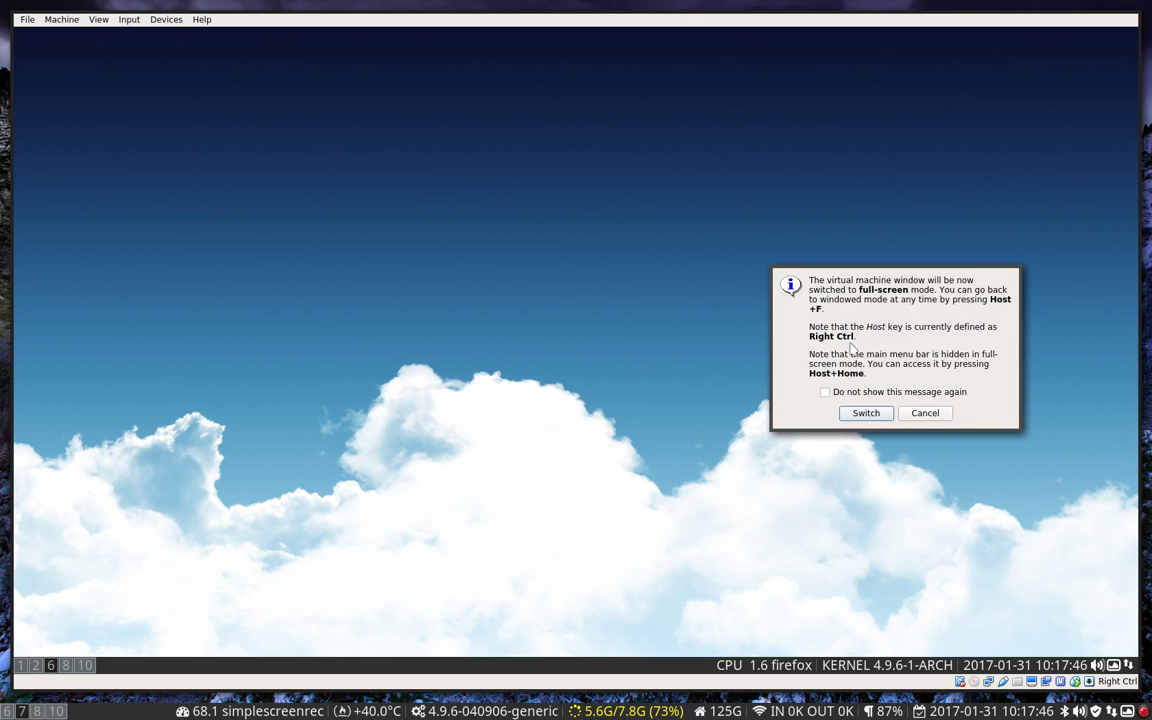 File Machine View Input Devices Help
The virtual machine window will be now
switched to full-screen mode. You can go back
to windowed mode at any time by pressing Host
+F.
Note that the Host key is currently defined as
Right Ctrl.
Note that the main menu bar is hidden in full-
screen mode. You can access it by pressing
Host+Home.
Do not show this message again
Switch Cancel
1 2 6 8 10 CPU 1.6 firefox KERNEL 4.9.6-1-ARCH 2017-01-31 10:17:46
Right Ctrl
6 7 8 10 68.1 simplescreenrec +40.0°C 4.9.6-040906-generic 5.6G/7.8G (73%) 125G IN 0K OUT 0K 87% 2017-01-31 10:17:46